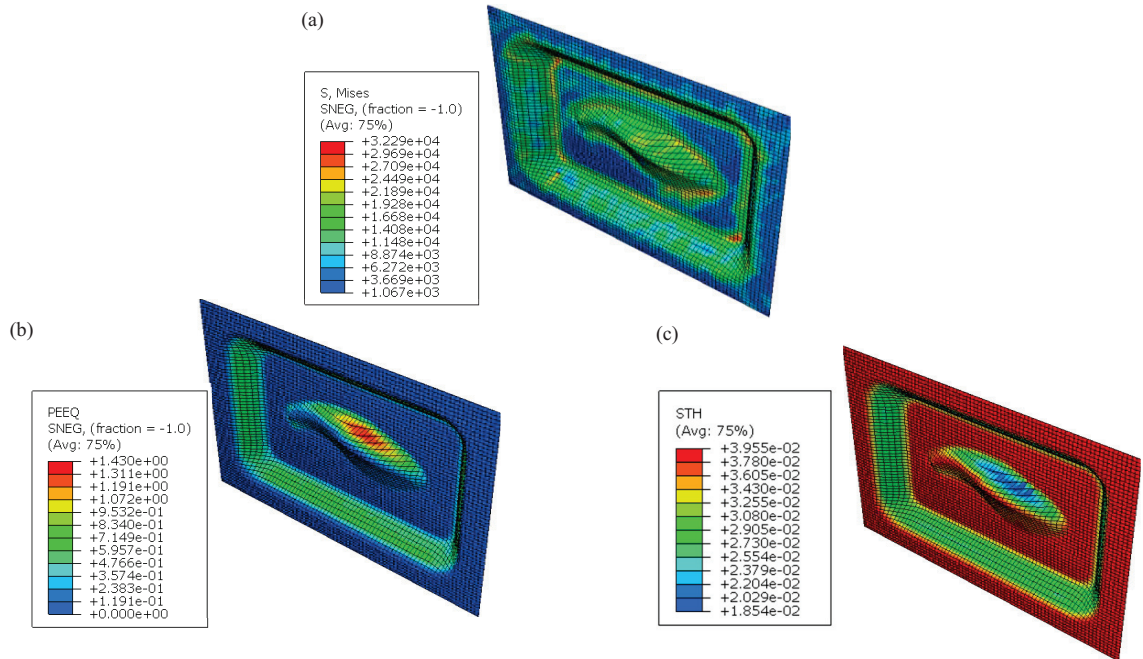 (a)
S, Mises
SNEG, (fraction = -1.0)
(Avg: 75%)
+3.229e+04
+2.969e+04
+2.709e+04
+2.449e+04
+2.189e+04
+1.928e+04
+1.668e+04
+1.408e+04
+1.148e+04
+8.874e+03
+6.272e+03
+3.669e+03
+1.067e+03
(b)
PEEQ
SNEG, (fraction = -1.0)
(Avg: 75%)
+1.430e+00
+1.311e+00
+1.191e+00
+1.072e+00
+9.532e-01
+8.340e-01
+7.149e-01
+5.957e-01
+4.766e-01
+3.574e-01
+2.383e-01
+1.191e-01
+0.000e+00
(c)
STH
(Avg: 75%)
+3.955e-02
+3.780e-02
+3.605e-02
+3.430e-02
+3.255e-02
+3.080e-02
+2.905e-02
+2.730e-02
+2.554e-02
+2.379e-02
+2.204e-02
+2.029e-02
+1.854e-02